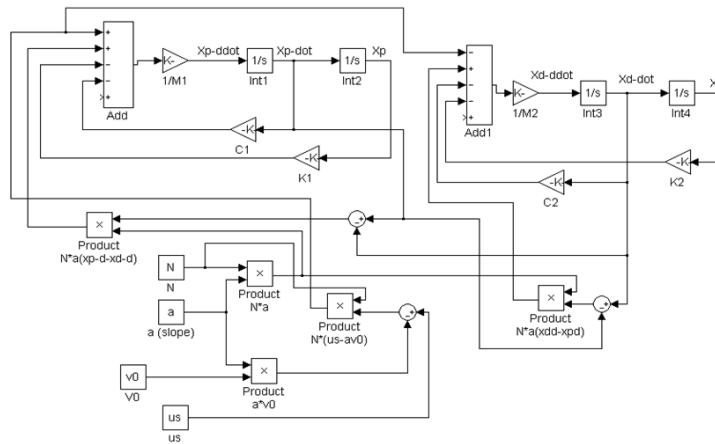 Xp-ddot Xp-dot Xp
K- 1/s 1/s
1/M1 Int1 Int2
Add
Xd-ddot Xd-dot X
K- 1/s 1/s
1/M2 Int3 Int4
Add1
-K
C1
-K
K1
-K
K2
-K
C2
×
Product
N*a(xp-d-xd-d)
N
N
×
Product
N*a
a
a (slope)
×
Product
N*(us-av0)
×
Product
N*a(xdd-xpd)
v0
V0
×
Product
a*v0
us
us